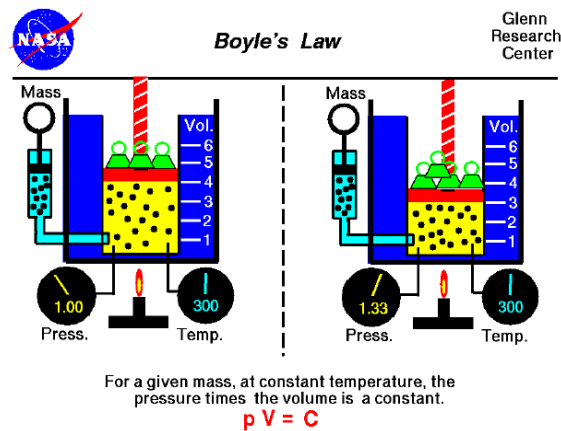 NASA
Boyle's Law
Glenn
Research
Center
Mass
Vol.
6
5
4
3
2
1
1.00
300
Press.
Temp.
Mass
Vol.
6
5
4
3
2
1
1.33
300
Press.
Temp.
For a given mass, at constant temperature, the
pressure times the volume is a constant.
p V = C